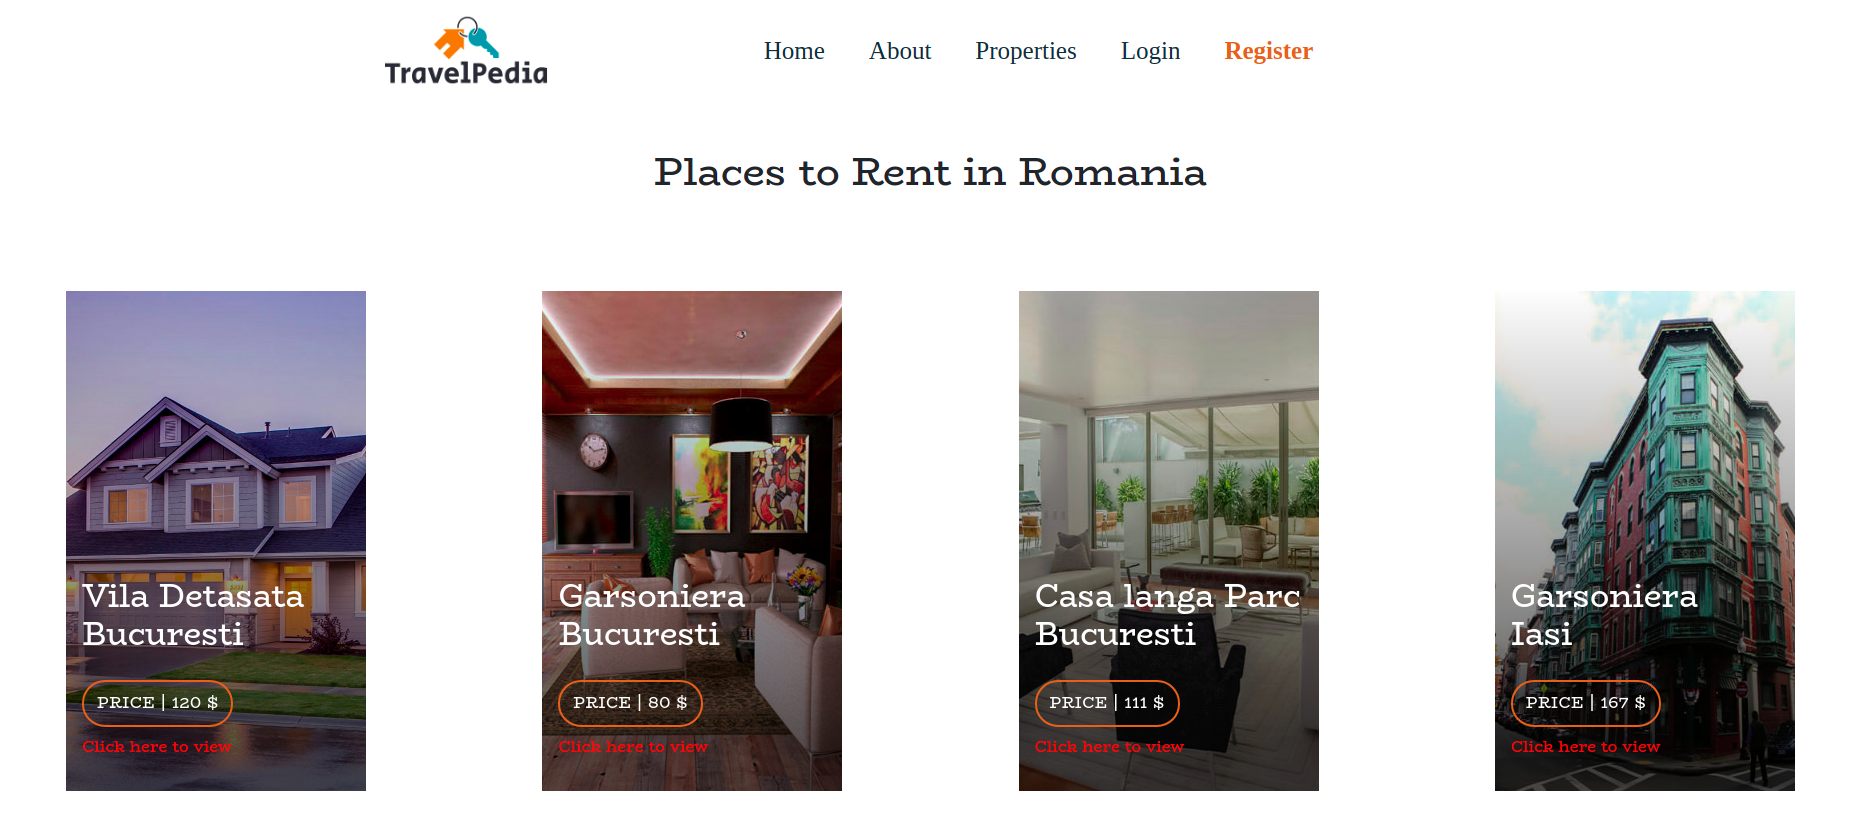 TravelPedia
Home About Properties Login Register
Places to Rent in Romania
Vila Detasata
Bucuresti
PRICE | 120 $
Click here to view
Garsoniera
Bucuresti
PRICE | 80 $
Click here to view
Casa langa Parc
Bucuresti
PRICE | 111 $
Click here to view
Garsoniera
Iasi
PRICE | 167 $
Click here to view